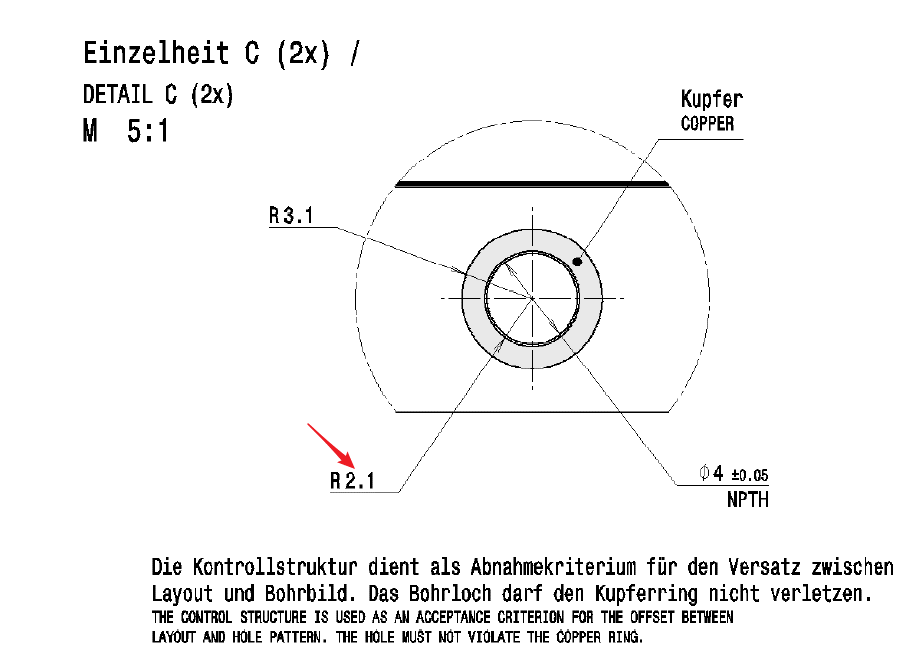 Einzelheit C (2x) /
DETAIL C (2x)
M 5:1
Kupfer
COPPER
R3.1
R2.1
Ø4 ±0.05
NPTH
Die Kontrollstruktur dient als Abnahmekriterium für den Versatz zwischen
Layout und Bohrbild. Das Bohrloch darf den Kupferring nicht verletzen.
THE CONTROL STRUCTURE IS USED AS AN ACCEPTANCE CRITERION FOR THE OFFSET BETWEEN
LAYOUT AND HOLE PATTERN. THE HOLE MUST NOT VIOLATE THE COPPER RING.